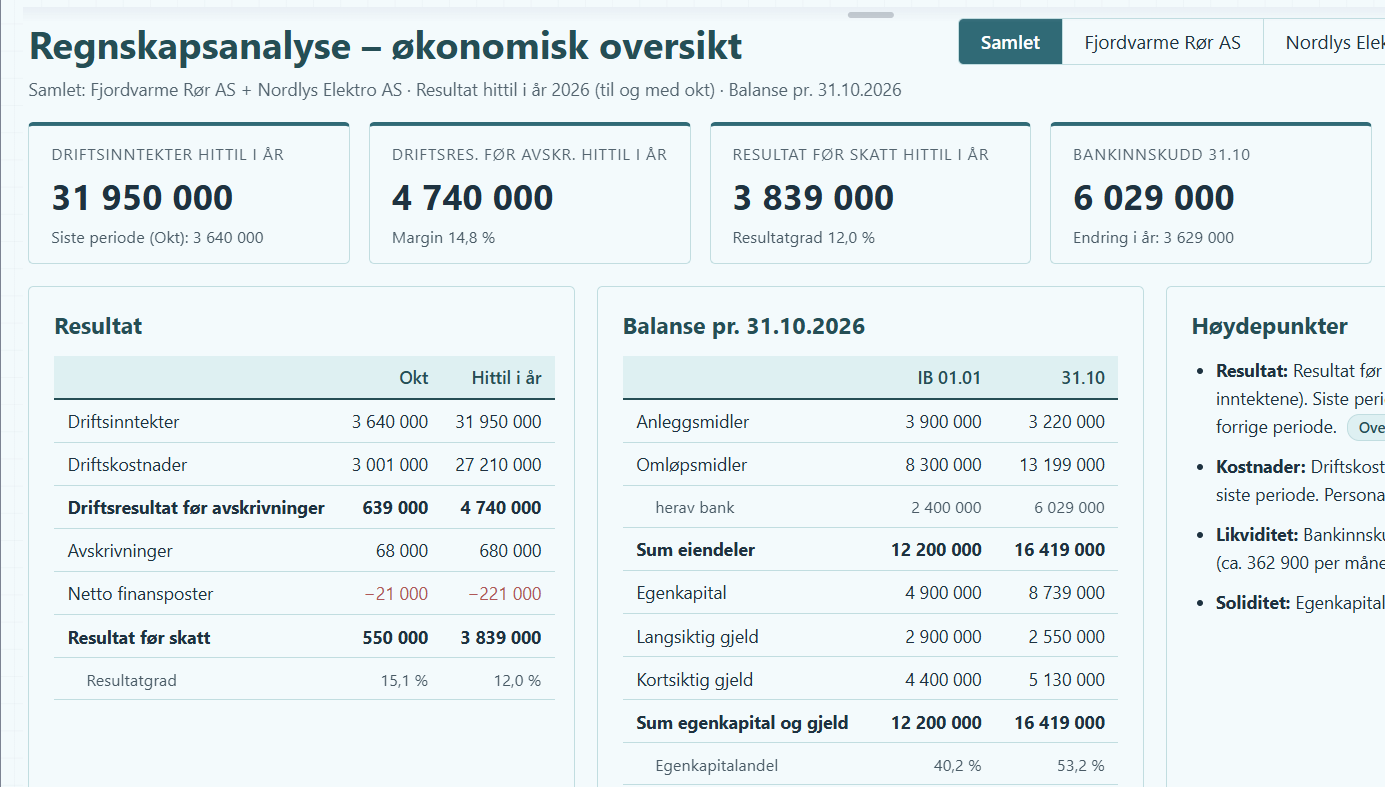 Regnskapsanalyse – økonomisk oversikt
Samlet Fjordvarme Rør AS Nordlys
Samlet: Fjordvarme Rør AS + Nordlys Elektro AS · Resultat hittil i år 2026 (til og med okt) · Balanse pr. 31.10.2026
DRIFTSINNTEKTER HITTIL I ÅR
31 950 000
Siste periode (Okt): 3 640 000
DRIFTSRES. FØR AVSKR. HITTIL I ÅR
4 740 000
Margin 14,8 %
RESULTAT FØR SKATT HITTIL I ÅR
3 839 000
Resultatgrad 12,0 %
BANKINNSKUDD 31.10
6 029 000
Endring i år: 3 629 000
Resultat
Okt Hittil i år
Driftsinntekter 3 640 000 31 950 000
Driftskostnader 3 001 000 27 210 000
Driftsresultat før avskrivninger 639 000 4 740 000
Avskrivninger 68 000 680 000
Netto finansposter −21 000 −221 000
Resultat før skatt 550 000 3 839 000
Resultatgrad 15,1 % 12,0 %
Balanse pr. 31.10.2026
IB 01.01 31.10
Anleggsmidler 3 900 000 3 220 000
Omløpsmidler 8 300 000 13 199 000
herav bank 2 400 000 6 029 000
Sum eiendeler 12 200 000 16 419 000
Egenkapital 4 900 000 8 739 000
Langsiktig gjeld 2 900 000 2 550 000
Kortsiktig gjeld 4 400 000 5 130 000
Sum egenkapital og gjeld 12 200 000 16 419 000
Egenkapitalandel 40,2 % 53,2 %
Høydepunkter
• Resultat: Resultat før
inntektene). Siste
forrige periode.
• Kostnader:
siste periode.
• Likviditet:
(ca. 362 900 per
• Soliditet: